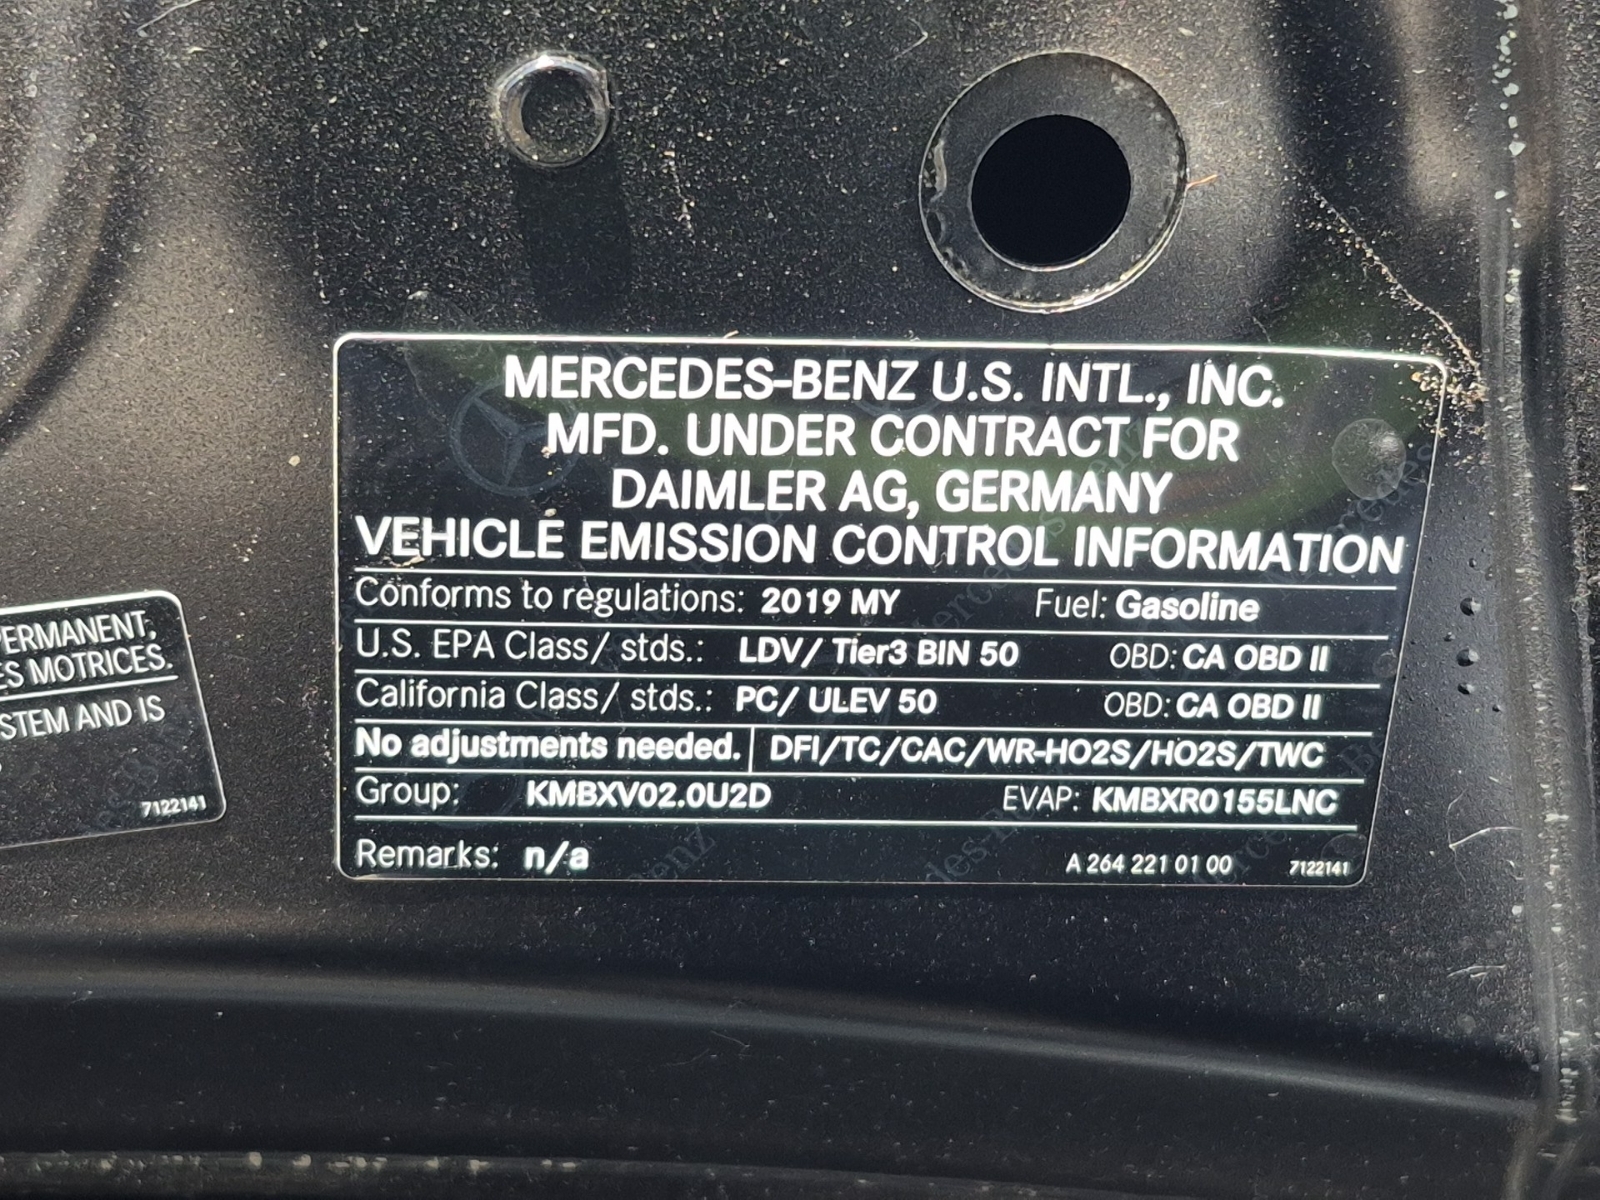 MERCEDES-BENZ U.S. INTL., INC.
MFD. UNDER CONTRACT FOR
DAIMLER AG, GERMANY
VEHICLE EMISSION CONTROL INFORMATION
Conforms to regulations: 2019 MY Fuel: Gasoline
U.S. EPA Class/ stds.: LDV/ Tier3 BIN 50 OBD: CA OBD II
California Class/ stds.: PC/ ULEV 50 OBD: CA OBD II
No adjustments needed. DFI/TC/CAC/WR-HO2S/HO2S/TWC
Group: KMBXV02.0U2D EVAP: KMBXR0155LNC
Remarks: n/a A 264 221 01 00 7122141
PERMANENT,
ES MOTRICES.
STEM AND IS
7122141